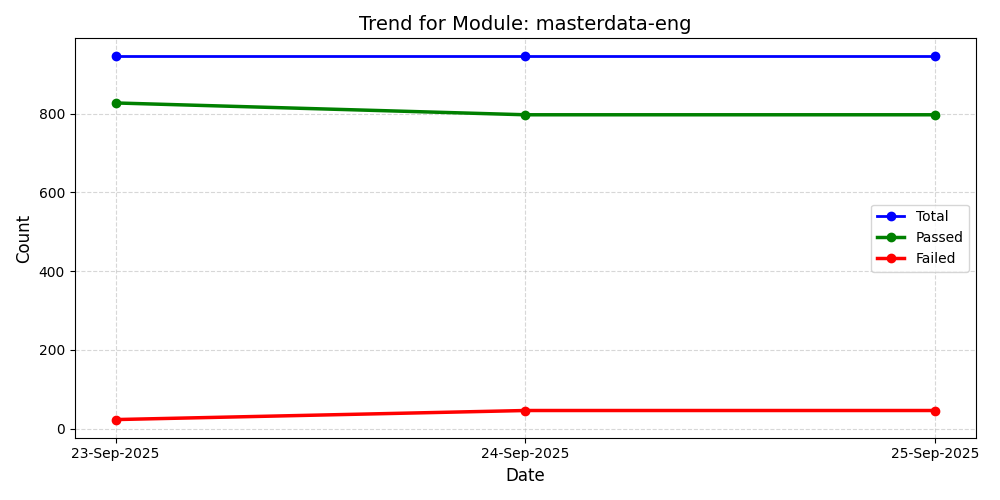 Trend for Module: masterdata-eng
Count
800
600
400
200
0
Total
Passed
Failed
23-Sep-2025
24-Sep-2025
25-Sep-2025
Date